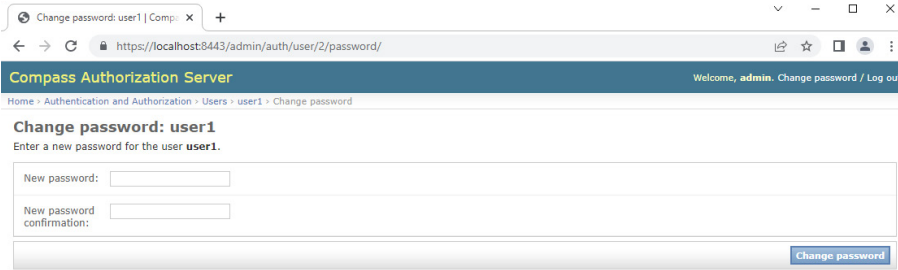 Change password: user1 | Comp
https://localhost:8443/admin/auth/user/2/password/
Compass Authorization Server
Welcome, admin. Change password / Log ou
Home › Authentication and Authorization › Users › user1 › Change password
Change password: user1
Enter a new password for the user user1.
New password:
New password
confirmation:
Change password